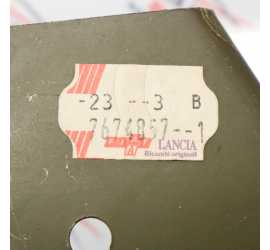 -23 --3 B
7674857--1
LANCIA
Ricambi originali